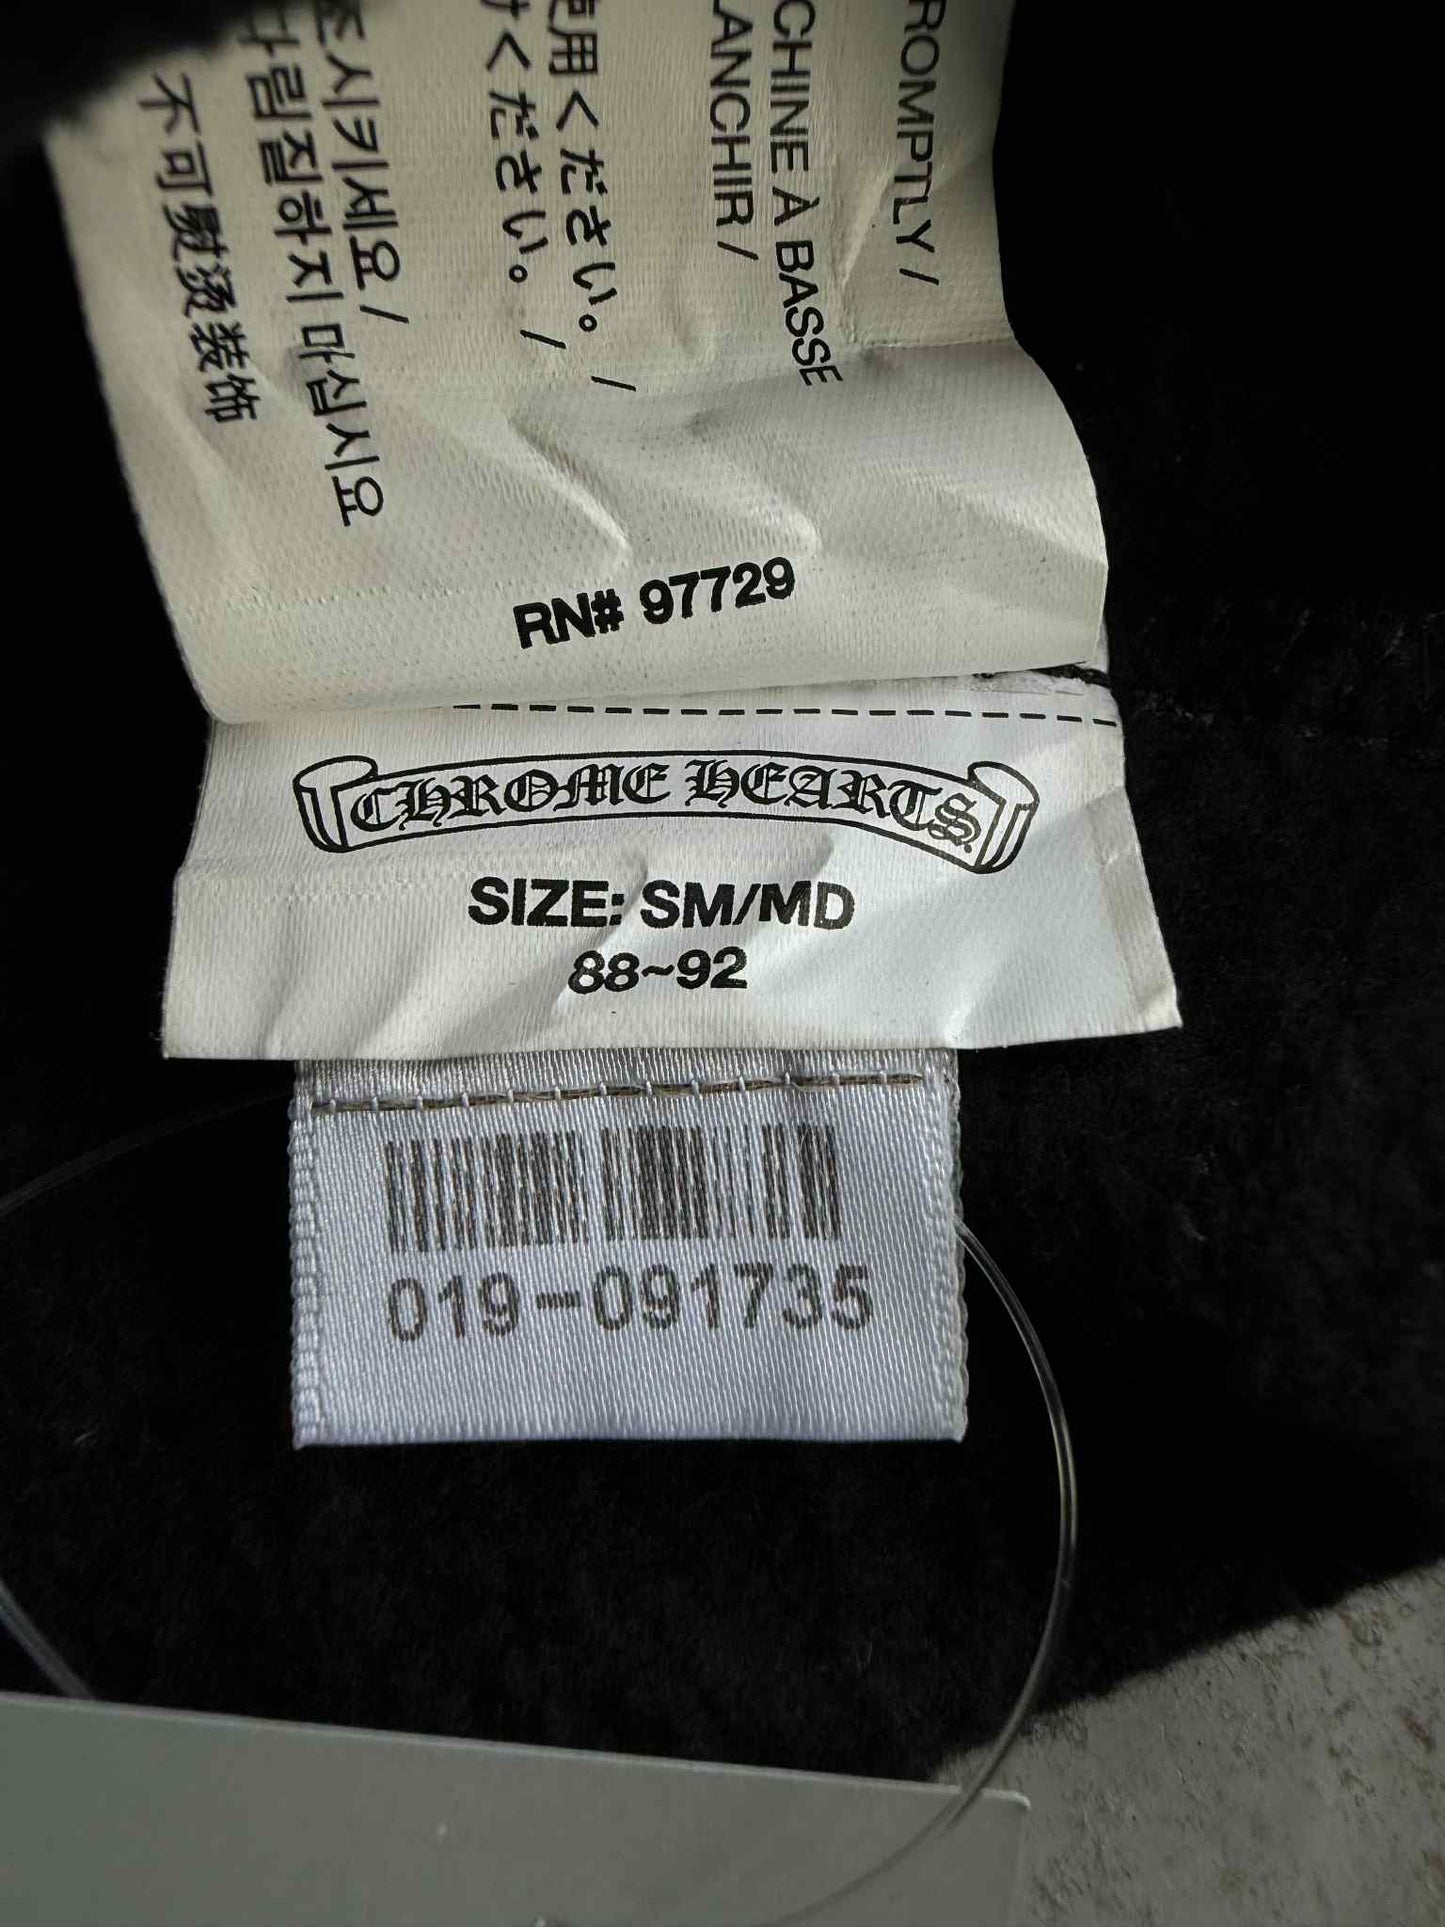 ROMPTLY /
CHINE À BASSE
LANCHIR /
使用ください。 /
けください。 /
조시키세요 /
다림질하지 마십시요
不可熨烫装饰
RN# 97729
CHROME HEARTS
SIZE: SM/MD
88~92
019-091735